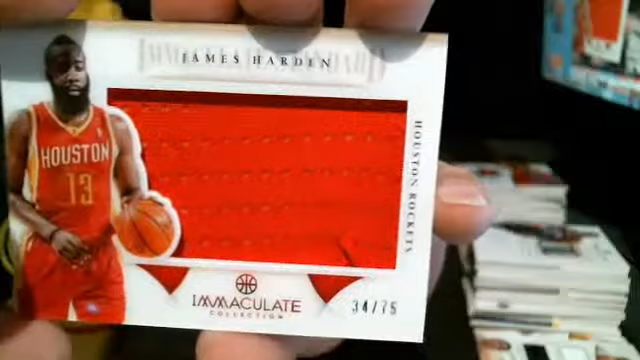 JAMES HARDEN
HOUSTON
13
HOUSTON ROCKETS
IMMACULATE
COLLECTION
34/75